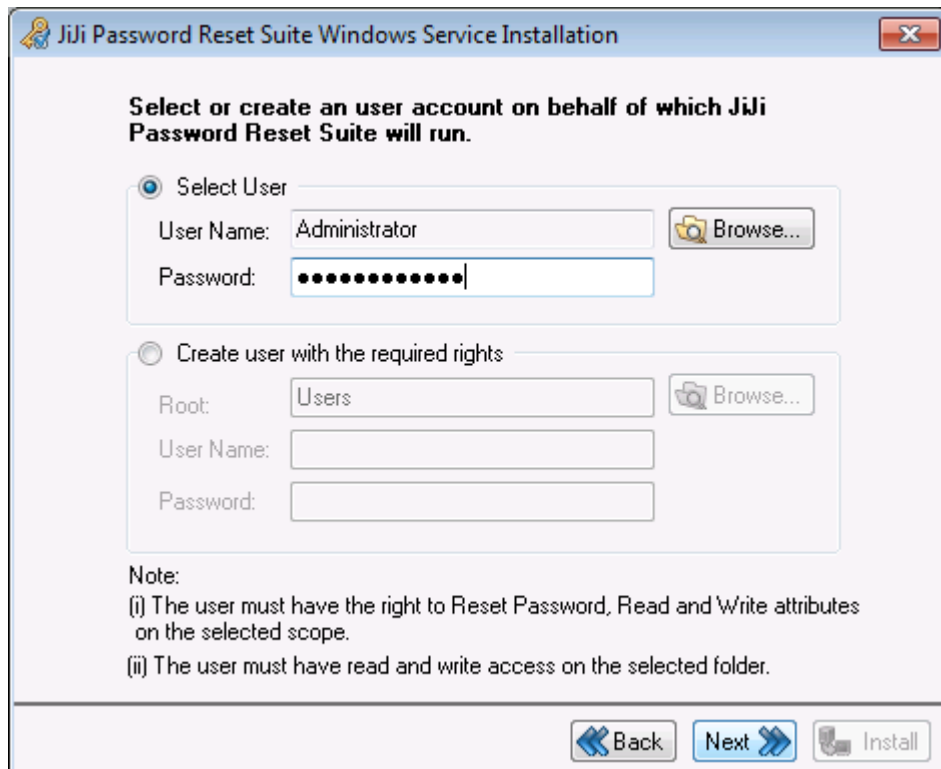 JiJi Password Reset Suite Windows Service Installation
Select or create an user account on behalf of which JiJi
Password Reset Suite will run.
Select User
User Name: Administrator Browse...
Password: ●●●●●●●●●●●●
Create user with the required rights
Root: Users Browse...
User Name:
Password:
Note:
(i) The user must have the right to Reset Password, Read and Write attributes
on the selected scope.
(ii) The user must have read and write access on the selected folder.
Back Next Install